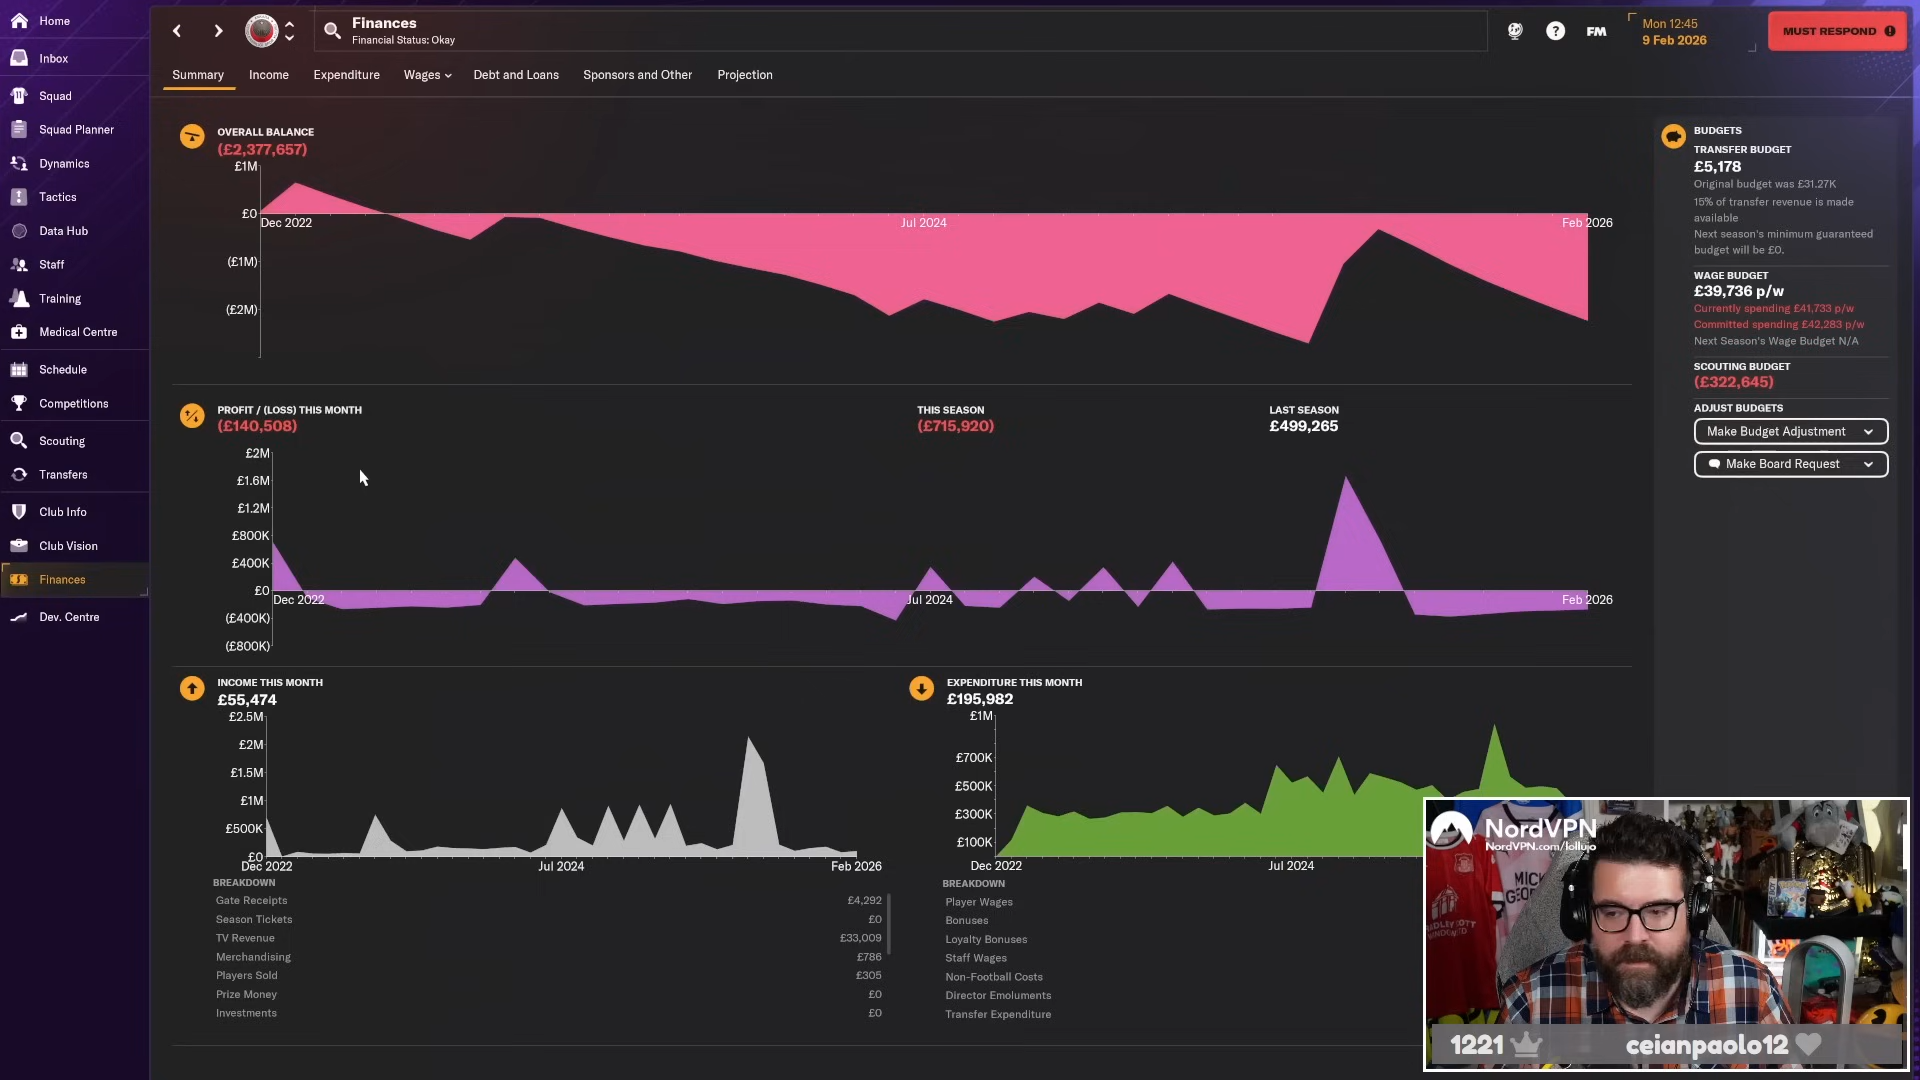 Home
Inbox
Squad
Squad Planner
Dynamics
Tactics
Data Hub
Staff
Training
Medical Centre
Schedule
Competitions
Scouting
Transfers
Club Info
Club Vision
Finances
Dev. Centre
Finances
Financial Status: Okay
FM
Mon 12:45
9 Feb 2026
MUST RESPOND
Summary
Income
Expenditure
Wages
Debt and Loans
Sponsors and Other
Projection
OVERALL BALANCE
(£2,377,657)
£1M
£0
(£1M)
(£2M)
Dec 2022
Jul 2024
Feb 2026
PROFIT / (LOSS) THIS MONTH
(£140,508)
THIS SEASON
(£715,920)
LAST SEASON
£499,265
£2M
£1.6M
£1.2M
£800K
£400K
£0
(£400K)
(£800K)
Dec 2022
Jul 2024
Feb 2026
INCOME THIS MONTH
£55,474
£2.5M
£2M
£1.5M
£1M
£500K
£0
Dec 2022
Jul 2024
Feb 2026
BREAKDOWN
Gate Receipts £4,292
Season Tickets £0
TV Revenue £33,009
Merchandising £786
Players Sold £305
Prize Money £0
Investments £0
EXPENDITURE THIS MONTH
£195,982
£1M
£700K
£500K
£300K
£100K
Dec 2022
Jul 2024
BREAKDOWN
Player Wages
Bonuses
Loyalty Bonuses
Staff Wages
Non-Football Costs
Director Emoluments
Transfer Expenditure
BUDGETS
TRANSFER BUDGET
£5,178
Original budget was £31.27K
15% of transfer revenue is made
available
Next season's minimum guaranteed
budget will be £0.
WAGE BUDGET
£39,736 p/w
Currently spending £41,733 p/w
Committed spending £42,283 p/w
Next Season's Wage Budget N/A
SCOUTING BUDGET
(£322,645)
ADJUST BUDGETS
Make Budget Adjustment
Make Board Request
NordVPN
NordVPN.com/lollujo
1221
ceianpaolo12